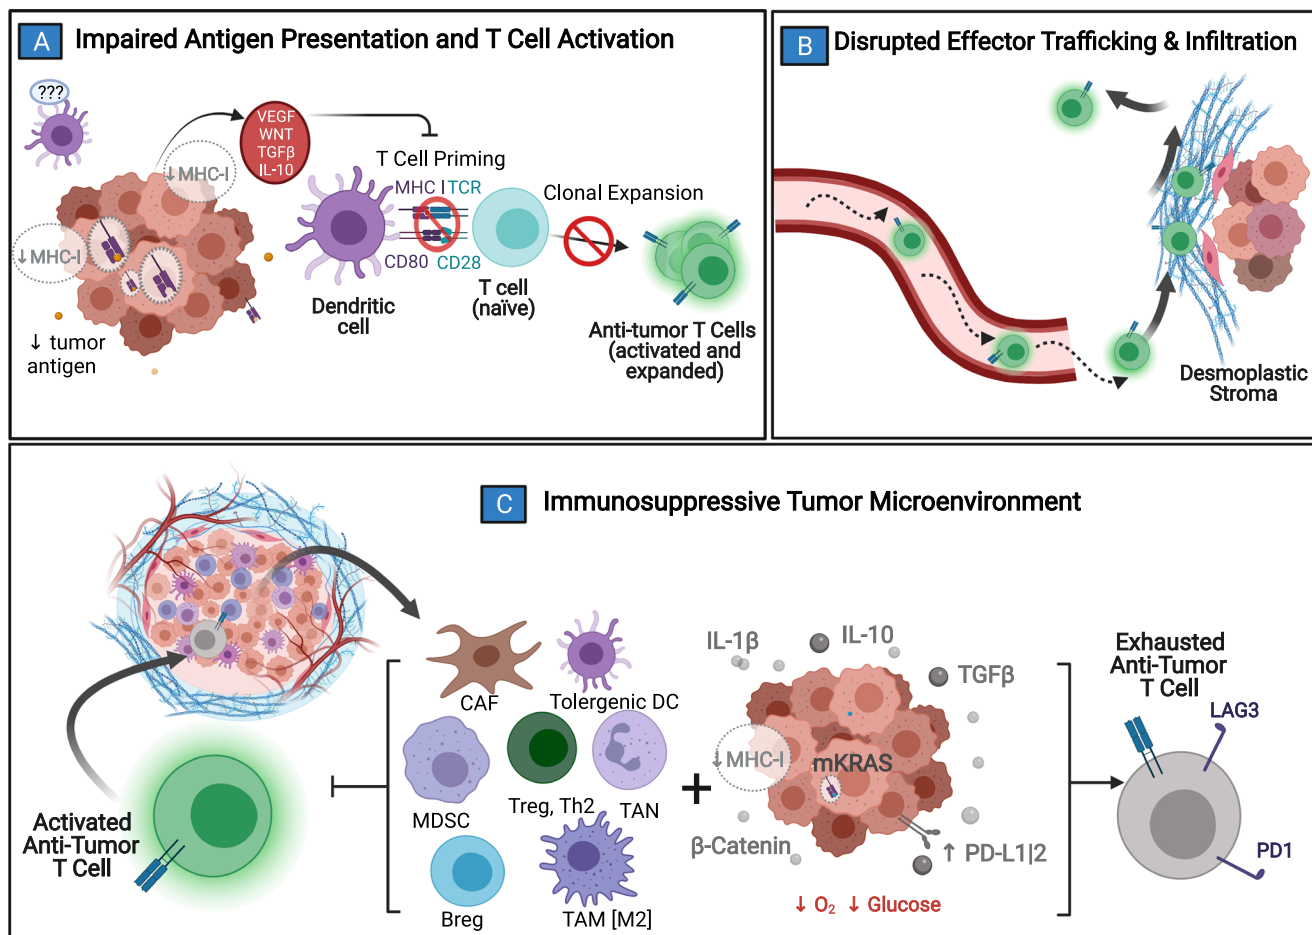 A Impaired Antigen Presentation and T Cell Activation
???
VEGF
WNT
TGFβ
IL-10
↓MHC-I
↓MHC-I
↓ tumor
antigen
T Cell Priming
MHC I TCR
CD80 CD28
Dendritic
cell
T cell
(naïve)
Clonal Expansion
Anti-tumor T Cells
(activated and
expanded)
B Disrupted Effector Trafficking & Infiltration
Desmoplastic
Stroma
C Immunosuppressive Tumor Microenvironment
Activated
Anti-Tumor
T Cell
CAF
Tolergenic DC
MDSC
Treg, Th2
TAN
Breg
TAM [M2]
+
IL-1β
IL-10
TGFβ
↓MHC-I
mKRAS
β-Catenin
↑ PD-L1|2
↓ O₂ ↓ Glucose
Exhausted
Anti-Tumor
T Cell
LAG3
PD1